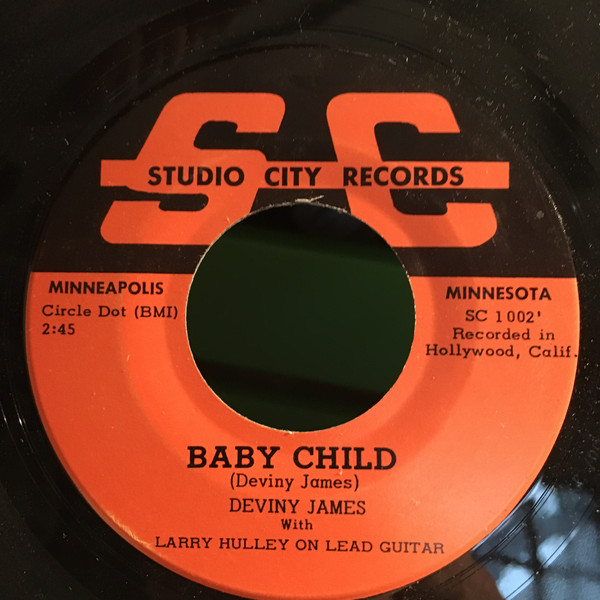 SC
STUDIO CITY RECORDS
MINNEAPOLIS
Circle Dot (BMI)
2:45
MINNESOTA
SC 1002'
Recorded in
Hollywood, Calif.
BABY CHILD
(Deviny James)
DEVINY JAMES
With
LARRY HULLEY ON LEAD GUITAR